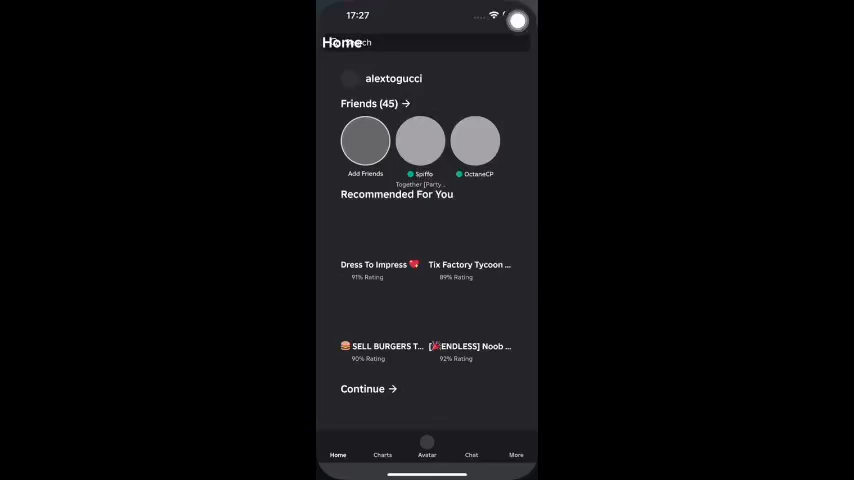 17:27
Home
Search
alextogucci
Friends (45) →
Add Friends
Spiffo
OctaneCP
Together [Party...
Recommended For You
Dress To Impress 💘
Tix Factory Tycoon ...
91% Rating
89% Rating
🍔 SELL BURGERS T...
[🎉ENDLESS] Noob ...
90% Rating
92% Rating
Continue →
Home
Charts
Avatar
Chat
More